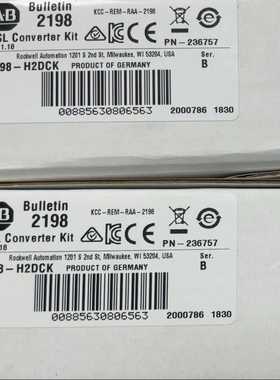 AB
Bulletin
2198
KCC-REM-RAA-2198
SL Converter Kit
1.10
PN-236757
Rockwell Automation 1201 S 2nd St, Milwaukee, WI 53204, USA
Ser.
98-H2DCK
PRODUCT OF GERMANY
B
00885630806563
2000786 1830
Bulletin
2198
KCC-REM-RAA-2198
L Converter Kit
PN-236757
Rockwell Automation 1201 S 2nd St, Milwaukee, WI 53204, USA
Ser.
8-H2DCK
PRODUCT OF GERMANY
B
00885630806563
2000786 1830